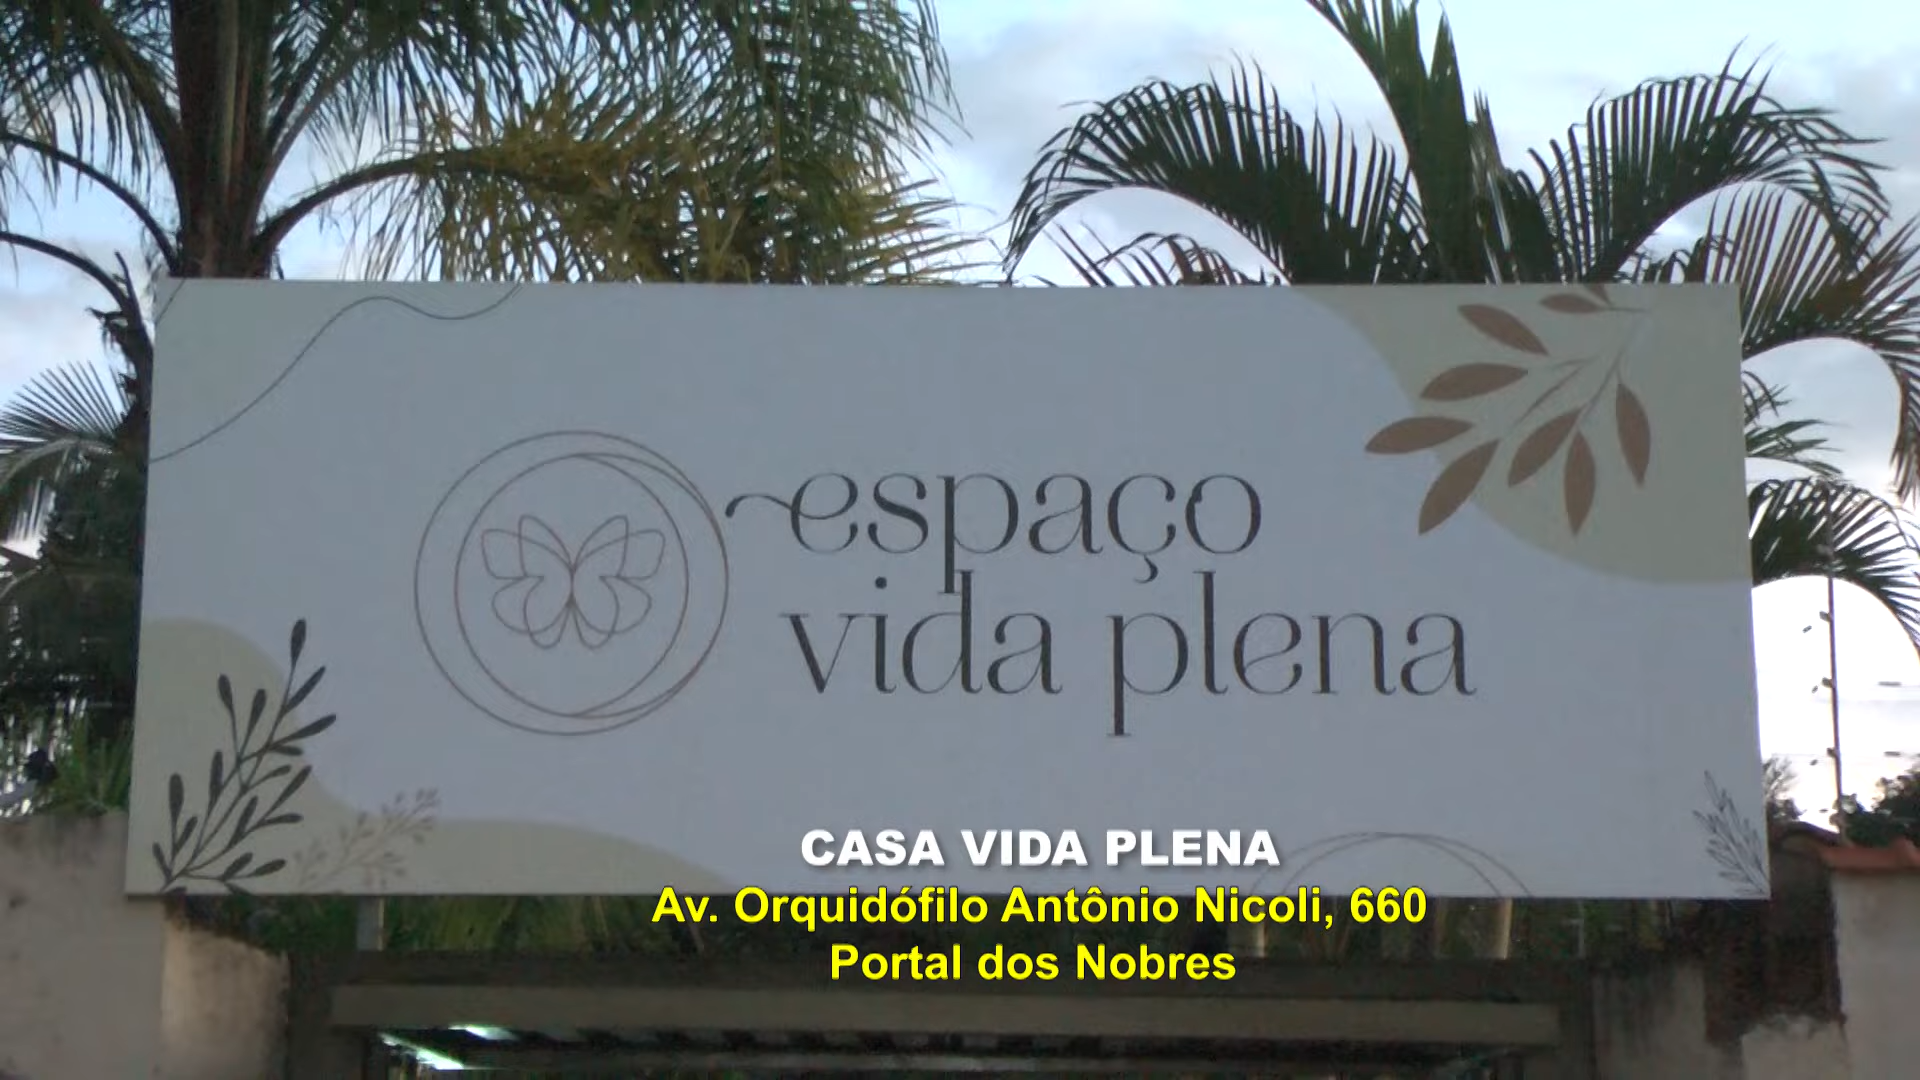 espaço
vida plena
CASA VIDA PLENA
Av. Orquidófilo Antônio Nicoli, 660
Portal dos Nobres